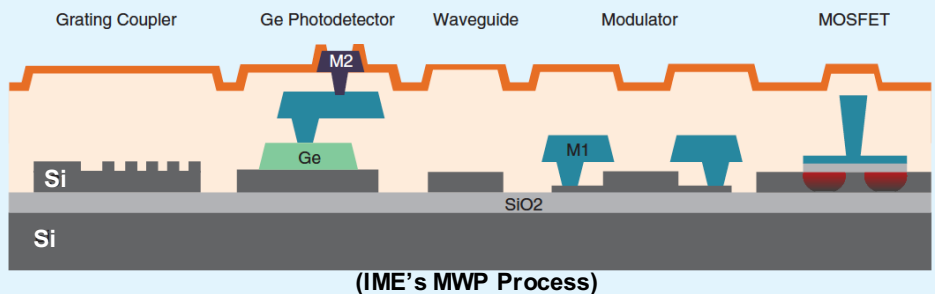 Grating Coupler
Ge Photodetector
Waveguide
Modulator
MOSFET
M2
Ge
M1
Si
SiO2
Si
(IME's MWP Process)